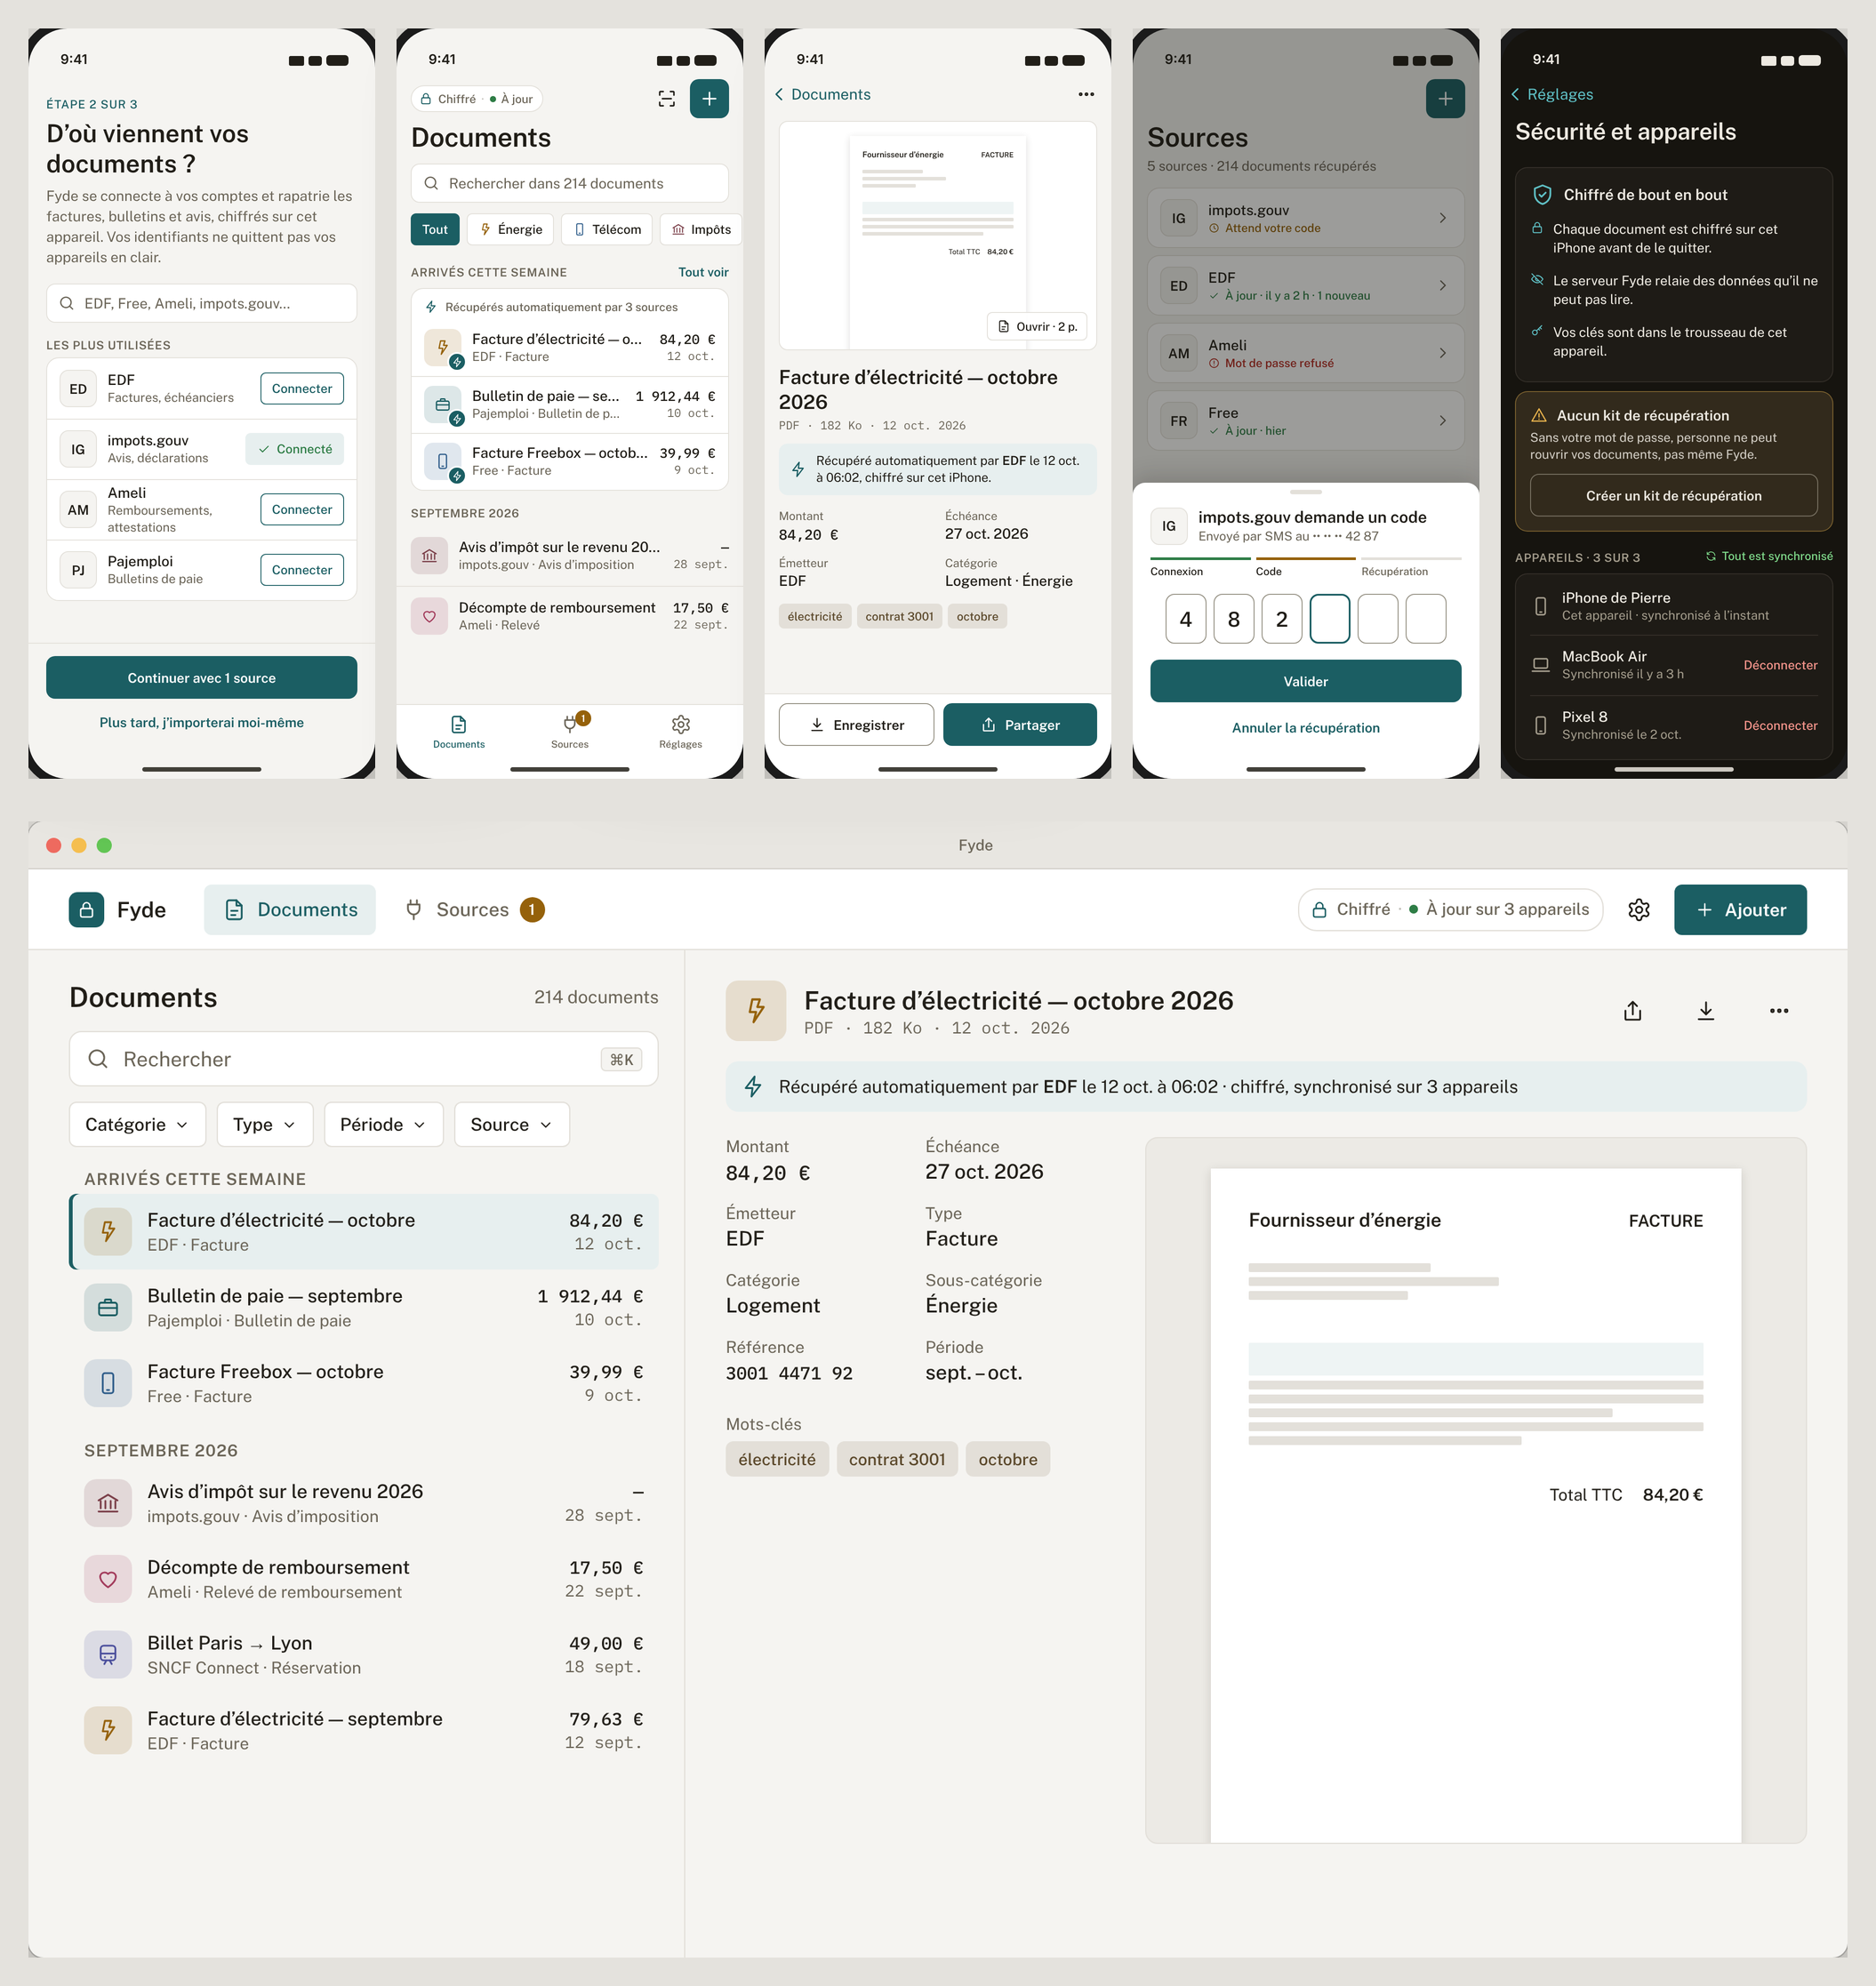 9:41
ÉTAPE 2 SUR 3
D’où viennent vos
documents ?
Fyde se connecte à vos comptes et rapatrie les
factures, bulletins et avis, chiffrés sur cet
appareil. Vos identifiants ne quittent pas vos
appareils en clair.
EDF, Free, Ameli, impots.gouv…
LES PLUS UTILISÉES
ED
EDF
Factures, échéanciers
Connecter
IG
impots.gouv
Avis, déclarations
Connecté
AM
Ameli
Remboursements,
attestations
Connecter
PJ
Pajemploi
Bulletins de paie
Connecter
Continuer avec 1 source
Plus tard, j’importerai moi-même
9:41
Chiffré · À jour
Documents
Rechercher dans 214 documents
Tout
Énergie
Télécom
Impôts
ARRIVÉS CETTE SEMAINE
Tout voir
Récupérés automatiquement par 3 sources
Facture d’électricité — o… 84,20 €
EDF · Facture 12 oct.
Bulletin de paie — se… 1 912,44 €
Pajemploi · Bulletin de p… 10 oct.
Facture Freebox — octob… 39,99 €
Free · Facture 9 oct.
SEPTEMBRE 2026
Avis d’impôt sur le revenu 20… —
impots.gouv · Avis d’imposition 28 sept.
Décompte de remboursement 17,50 €
Ameli · Relevé 22 sept.
1
Documents
Sources
Réglages
9:41
Documents
Fournisseur d’énergie FACTURE
Total TTC 84,20 €
Ouvrir · 2 p.
Facture d’électricité — octobre
2026
PDF · 182 Ko · 12 oct. 2026
Récupéré automatiquement par EDF le 12 oct.
à 06:02, chiffré sur cet iPhone.
Montant
84,20 €
Échéance
27 oct. 2026
Émetteur
EDF
Catégorie
Logement · Énergie
électricité
contrat 3001
octobre
Enregistrer
Partager
9:41
Sources
5 sources · 214 documents récupérés
IG
impots.gouv
Attend votre code
ED
EDF
À jour · il y a 2 h · 1 nouveau
AM
Ameli
Mot de passe refusé
FR
Free
À jour · hier
IG
impots.gouv demande un code
Envoyé par SMS au ·· ·· ·· 42 87
Connexion
Code
Récupération
4 8 2
Valider
Annuler la récupération
9:41
Réglages
Sécurité et appareils
Chiffré de bout en bout
Chaque document est chiffré sur cet
iPhone avant de le quitter.
Le serveur Fyde relaie des données qu’il ne
peut pas lire.
Vos clés sont dans le trousseau de cet
appareil.
Aucun kit de récupération
Sans votre mot de passe, personne ne peut
rouvrir vos documents, pas même Fyde.
Créer un kit de récupération
APPAREILS · 3 SUR 3
Tout est synchronisé
iPhone de Pierre
Cet appareil · synchronisé à l’instant
MacBook Air
Synchronisé il y a 3 h
Déconnecter
Pixel 8
Synchronisé le 2 oct.
Déconnecter
Fyde
Fyde
Documents
Sources 1
Chiffré · À jour sur 3 appareils
Ajouter
Documents
214 documents
Rechercher
⌘K
Catégorie
Type
Période
Source
ARRIVÉS CETTE SEMAINE
Facture d’électricité — octobre 84,20 €
EDF · Facture 12 oct.
Bulletin de paie — septembre 1 912,44 €
Pajemploi · Bulletin de paie 10 oct.
Facture Freebox — octobre 39,99 €
Free · Facture 9 oct.
SEPTEMBRE 2026
Avis d’impôt sur le revenu 2026 —
impots.gouv · Avis d’imposition 28 sept.
Décompte de remboursement 17,50 €
Ameli · Relevé de remboursement 22 sept.
Billet Paris → Lyon 49,00 €
SNCF Connect · Réservation 18 sept.
Facture d’électricité — septembre 79,63 €
EDF · Facture 12 sept.
Facture d’électricité — octobre 2026
PDF · 182 Ko · 12 oct. 2026
Récupéré automatiquement par EDF le 12 oct. à 06:02 · chiffré, synchronisé sur 3 appareils
Montant
84,20 €
Échéance
27 oct. 2026
Émetteur
EDF
Type
Facture
Catégorie
Logement
Sous-catégorie
Énergie
Référence
3001 4471 92
Période
sept. – oct.
Mots-clés
électricité
contrat 3001
octobre
Fournisseur d’énergie FACTURE
Total TTC 84,20 €